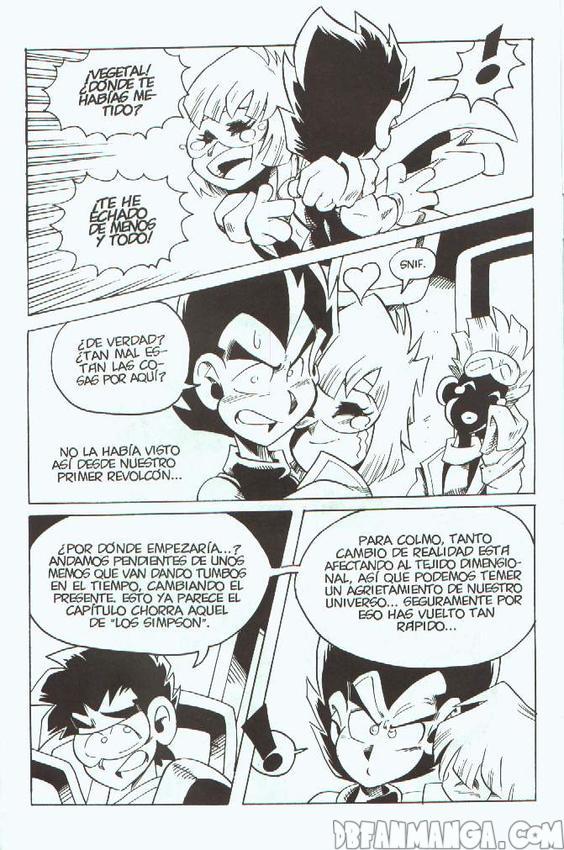 ¡VEGETAL!
¿DÓNDE TE
HABÍAS ME-
TIDO?
!
¡TE HE
ECHADO
DE MENOS
Y TODO!
SNIF.
¿DE VERDAD?
¿TAN MAL ES-
TÁN LAS CO-
SAS POR AQUÍ?
NO LA HABÍA VISTO
ASÍ DESDE NUESTRO
PRIMER REVOLCÓN...
¿POR DÓNDE EMPEZARÍA...?
ANDAMOS PENDIENTES DE UNOS
MEMOS QUE VAN DANDO TUMBOS
EN EL TIEMPO, CAMBIANDO EL
PRESENTE. ESTO YA PARECE EL
CAPÍTULO CHORRA AQUEL
DE "LOS SIMPSON".
!
PARA COLMO, TANTO
CAMBIO DE REALIDAD ESTÁ
AFECTANDO AL TEJIDO DIMENSIO-
NAL, ASÍ QUE PODEMOS TEMER
UN AGRIETAMIENTO DE NUESTRO
UNIVERSO... SEGURAMENTE POR
ESO HAS VUELTO TAN
RÁPIDO...
DBFANMANGA.COM